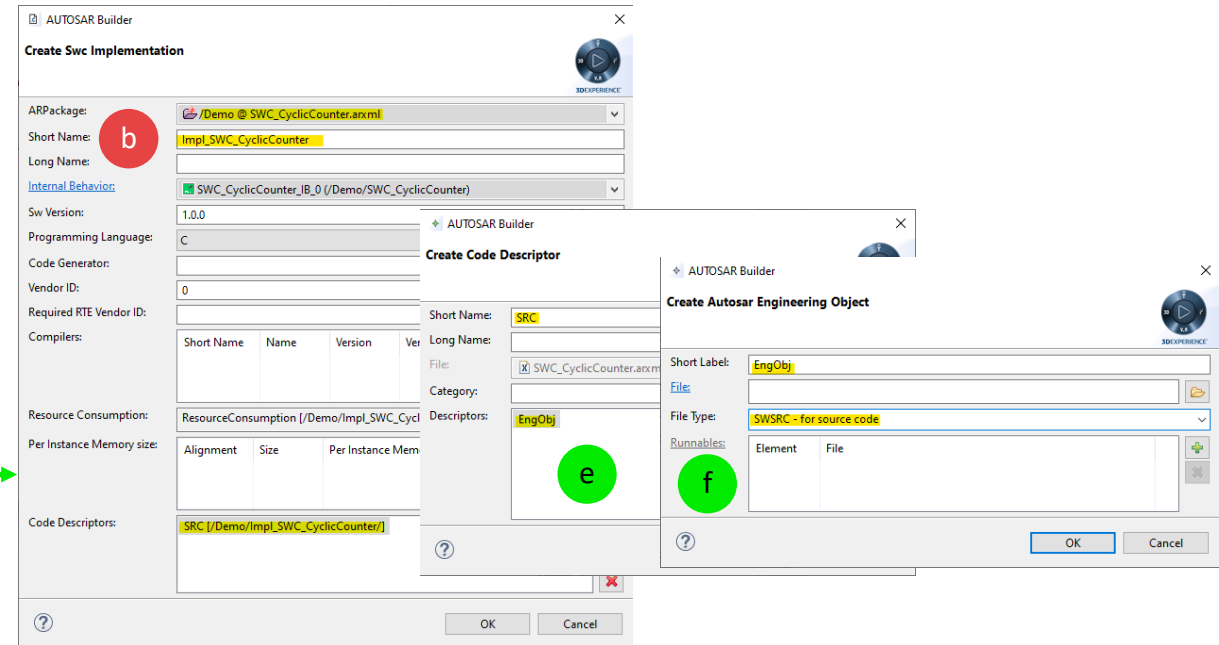 AUTOSAR Builder
Create Swc Implementation
3DEXPERIENCE
ARPackage:
/Demo @ SWC_CyclicCounter.arxml
b
Short Name:
Impl_SWC_CyclicCounter
Long Name:
Internal Behavior:
SWC_CyclicCounter_IB_0 (/Demo/SWC_CyclicCounter)
Sw Version:
1.0.0
Programming Language:
C
Code Generator:
Vendor ID:
0
Required RTE Vendor ID:
Compilers:
Short Name Name Version Ver
Resource Consumption:
ResourceConsumption [/Demo/Impl_SWC_Cycl
Per Instance Memory size:
Alignment Size Per Instance Mem
Code Descriptors:
SRC [/Demo/Impl_SWC_CyclicCounter/]
OK Cancel
AUTOSAR Builder
Create Code Descriptor
Short Name:
SRC
Long Name:
File:
SWC_CyclicCounter.arxm
Category:
Descriptors:
EngObj
e
AUTOSAR Builder
Create Autosar Engineering Object
3DEXPERIENCE
Short Label:
EngObj
File:
File Type:
SWSRC - for source code
Runnables:
Element File
f
OK Cancel